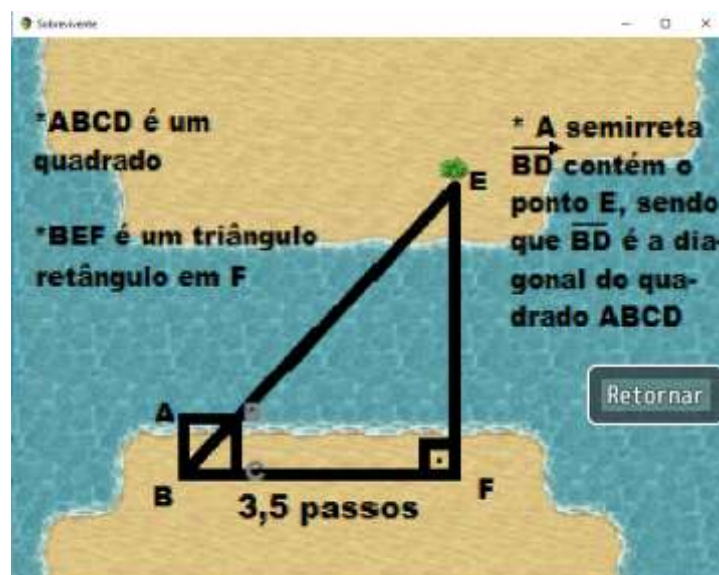 Sobrevivente
*ABCD é um
quadrado
*BEF é um triângulo
retângulo em F
* A semirreta
BD contém o
ponto E, sendo
que BD é a dia-
gonal do qua-
drado ABCD
E
Retornar
A
D
B
C
F
3,5 passos